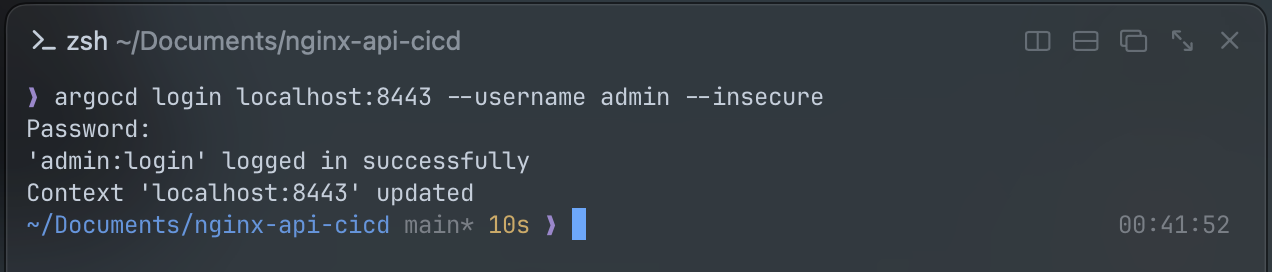 zsh ~/Documents/nginx-api-cicd
❱ argocd login localhost:8443 --username admin --insecure
Password:
'admin:login' logged in successfully
Context 'localhost:8443' updated
~/Documents/nginx-api-cicd main* 10s ❱ 00:41:52